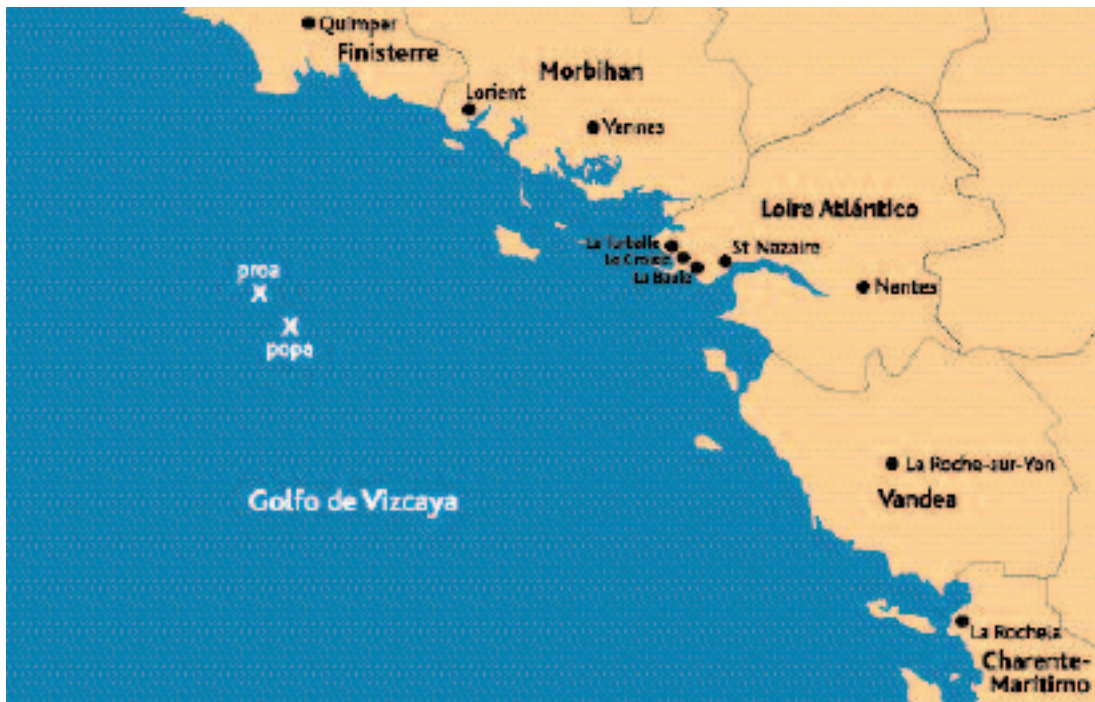 Quimper
Finisterre
Morbihan
Lorient
Vannes
Loira Atlántico
La Turballe
St Nazaire
Le Croisic
proa
La Baule
Nantes
X
X
popa
La Roche-sur-Yon
Golfo de Vizcaya
Vandea
La Rochela
Charente-
Marítimo